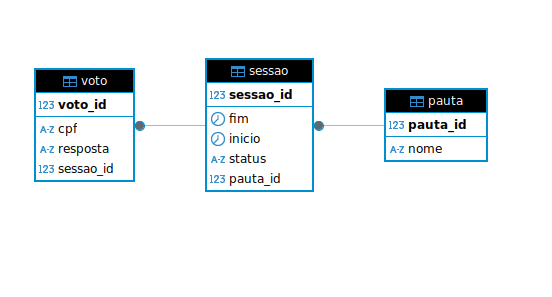 voto
123 voto_id
A-Z cpf
A-Z resposta
123 sessao_id
sessao
123 sessao_id
fim
inicio
A-Z status
123 pauta_id
pauta
123 pauta_id
A-Z nome